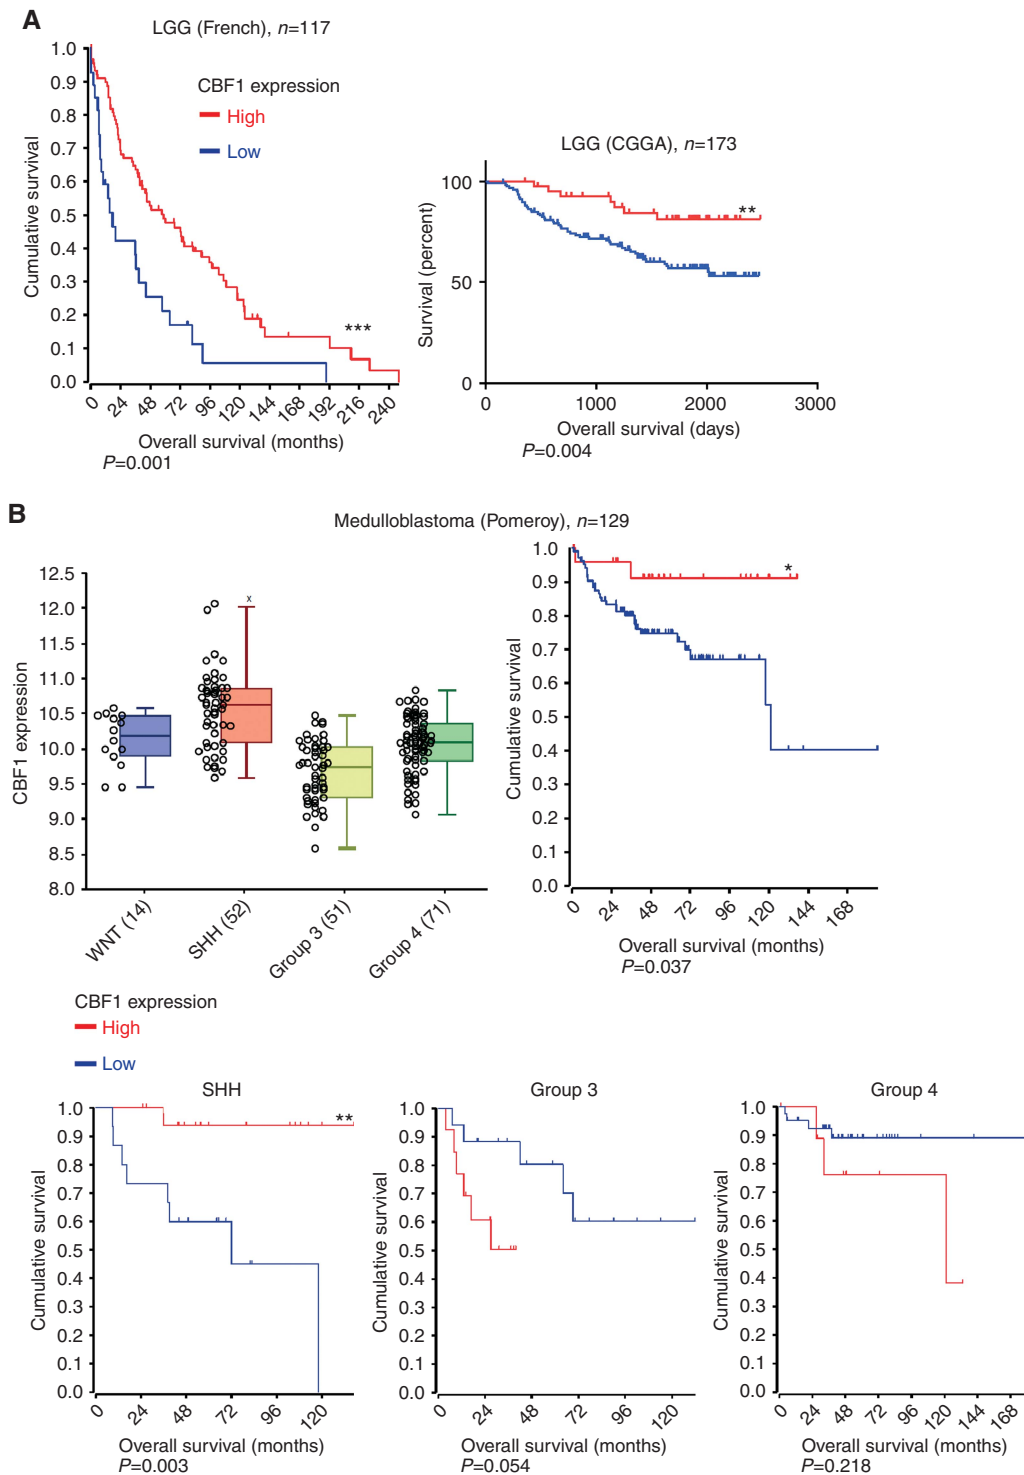 A
LGG (French), n=117
CBF1 expression
High
Low
Cumulative survival
1.0
0.9
0.8
0.7
0.6
0.5
0.4
0.3
0.2
0.1
0.0
***
0 24 48 72 96 120 144 168 192 216 240
Overall survival (months)
P=0.001
LGG (CGGA), n=173
Survival (percent)
100
50
0
**
0 1000 2000 3000
Overall survival (days)
P=0.004
B
Medulloblastoma (Pomeroy), n=129
CBF1 expression
12.5
12.0
11.5
11.0
10.5
10.0
9.5
9.0
8.5
8.0
x
WNT (14)
SHH (52)
Group 3 (51)
Group 4 (71)
Cumulative survival
1.0
0.9
0.8
0.7
0.6
0.5
0.4
0.3
0.2
0.1
0.0
*
0 24 48 72 96 120 144 168
Overall survival (months)
P=0.037
CBF1 expression
High
Low
SHH
Cumulative survival
1.0
0.9
0.8
0.7
0.6
0.5
0.4
0.3
0.2
0.1
0.0
**
0 24 48 72 96 120
Overall survival (months)
P=0.003
Group 3
Cumulative survival
1.0
0.9
0.8
0.7
0.6
0.5
0.4
0.3
0.2
0.1
0.0
0 24 48 72 96 120
Overall survival (months)
P=0.054
Group 4
Cumulative survival
1.0
0.9
0.8
0.7
0.6
0.5
0.4
0.3
0.2
0.1
0.0
0 24 48 72 96 120 144 168
Overall survival (months)
P=0.218